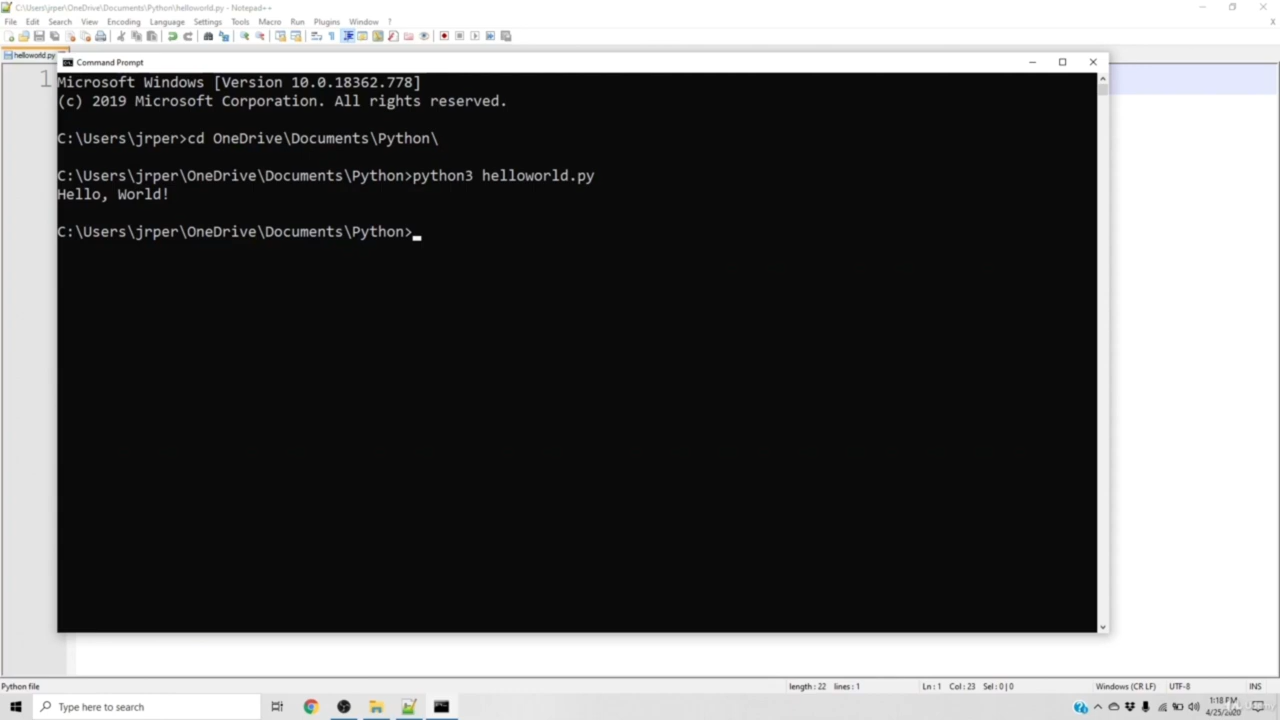 C:\Users\jrper\OneDrive\Documents\Python\helloworld.py - Notepad++
File Edit Search View Encoding Language Settings Tools Macro Run Plugins Window ?
helloworld.py
Command Prompt
1
Microsoft Windows [Version 10.0.18362.778]
(c) 2019 Microsoft Corporation. All rights reserved.
C:\Users\jrper>cd OneDrive\Documents\Python\
C:\Users\jrper\OneDrive\Documents\Python>python3 helloworld.py
Hello, World!
C:\Users\jrper\OneDrive\Documents\Python>
Python file length : 22 lines : 1 Ln : 1 Col : 23 Sel : 0 | 0 Windows (CR LF) UTF-8 INS
Type here to search
1:18 PM
4/25/2020